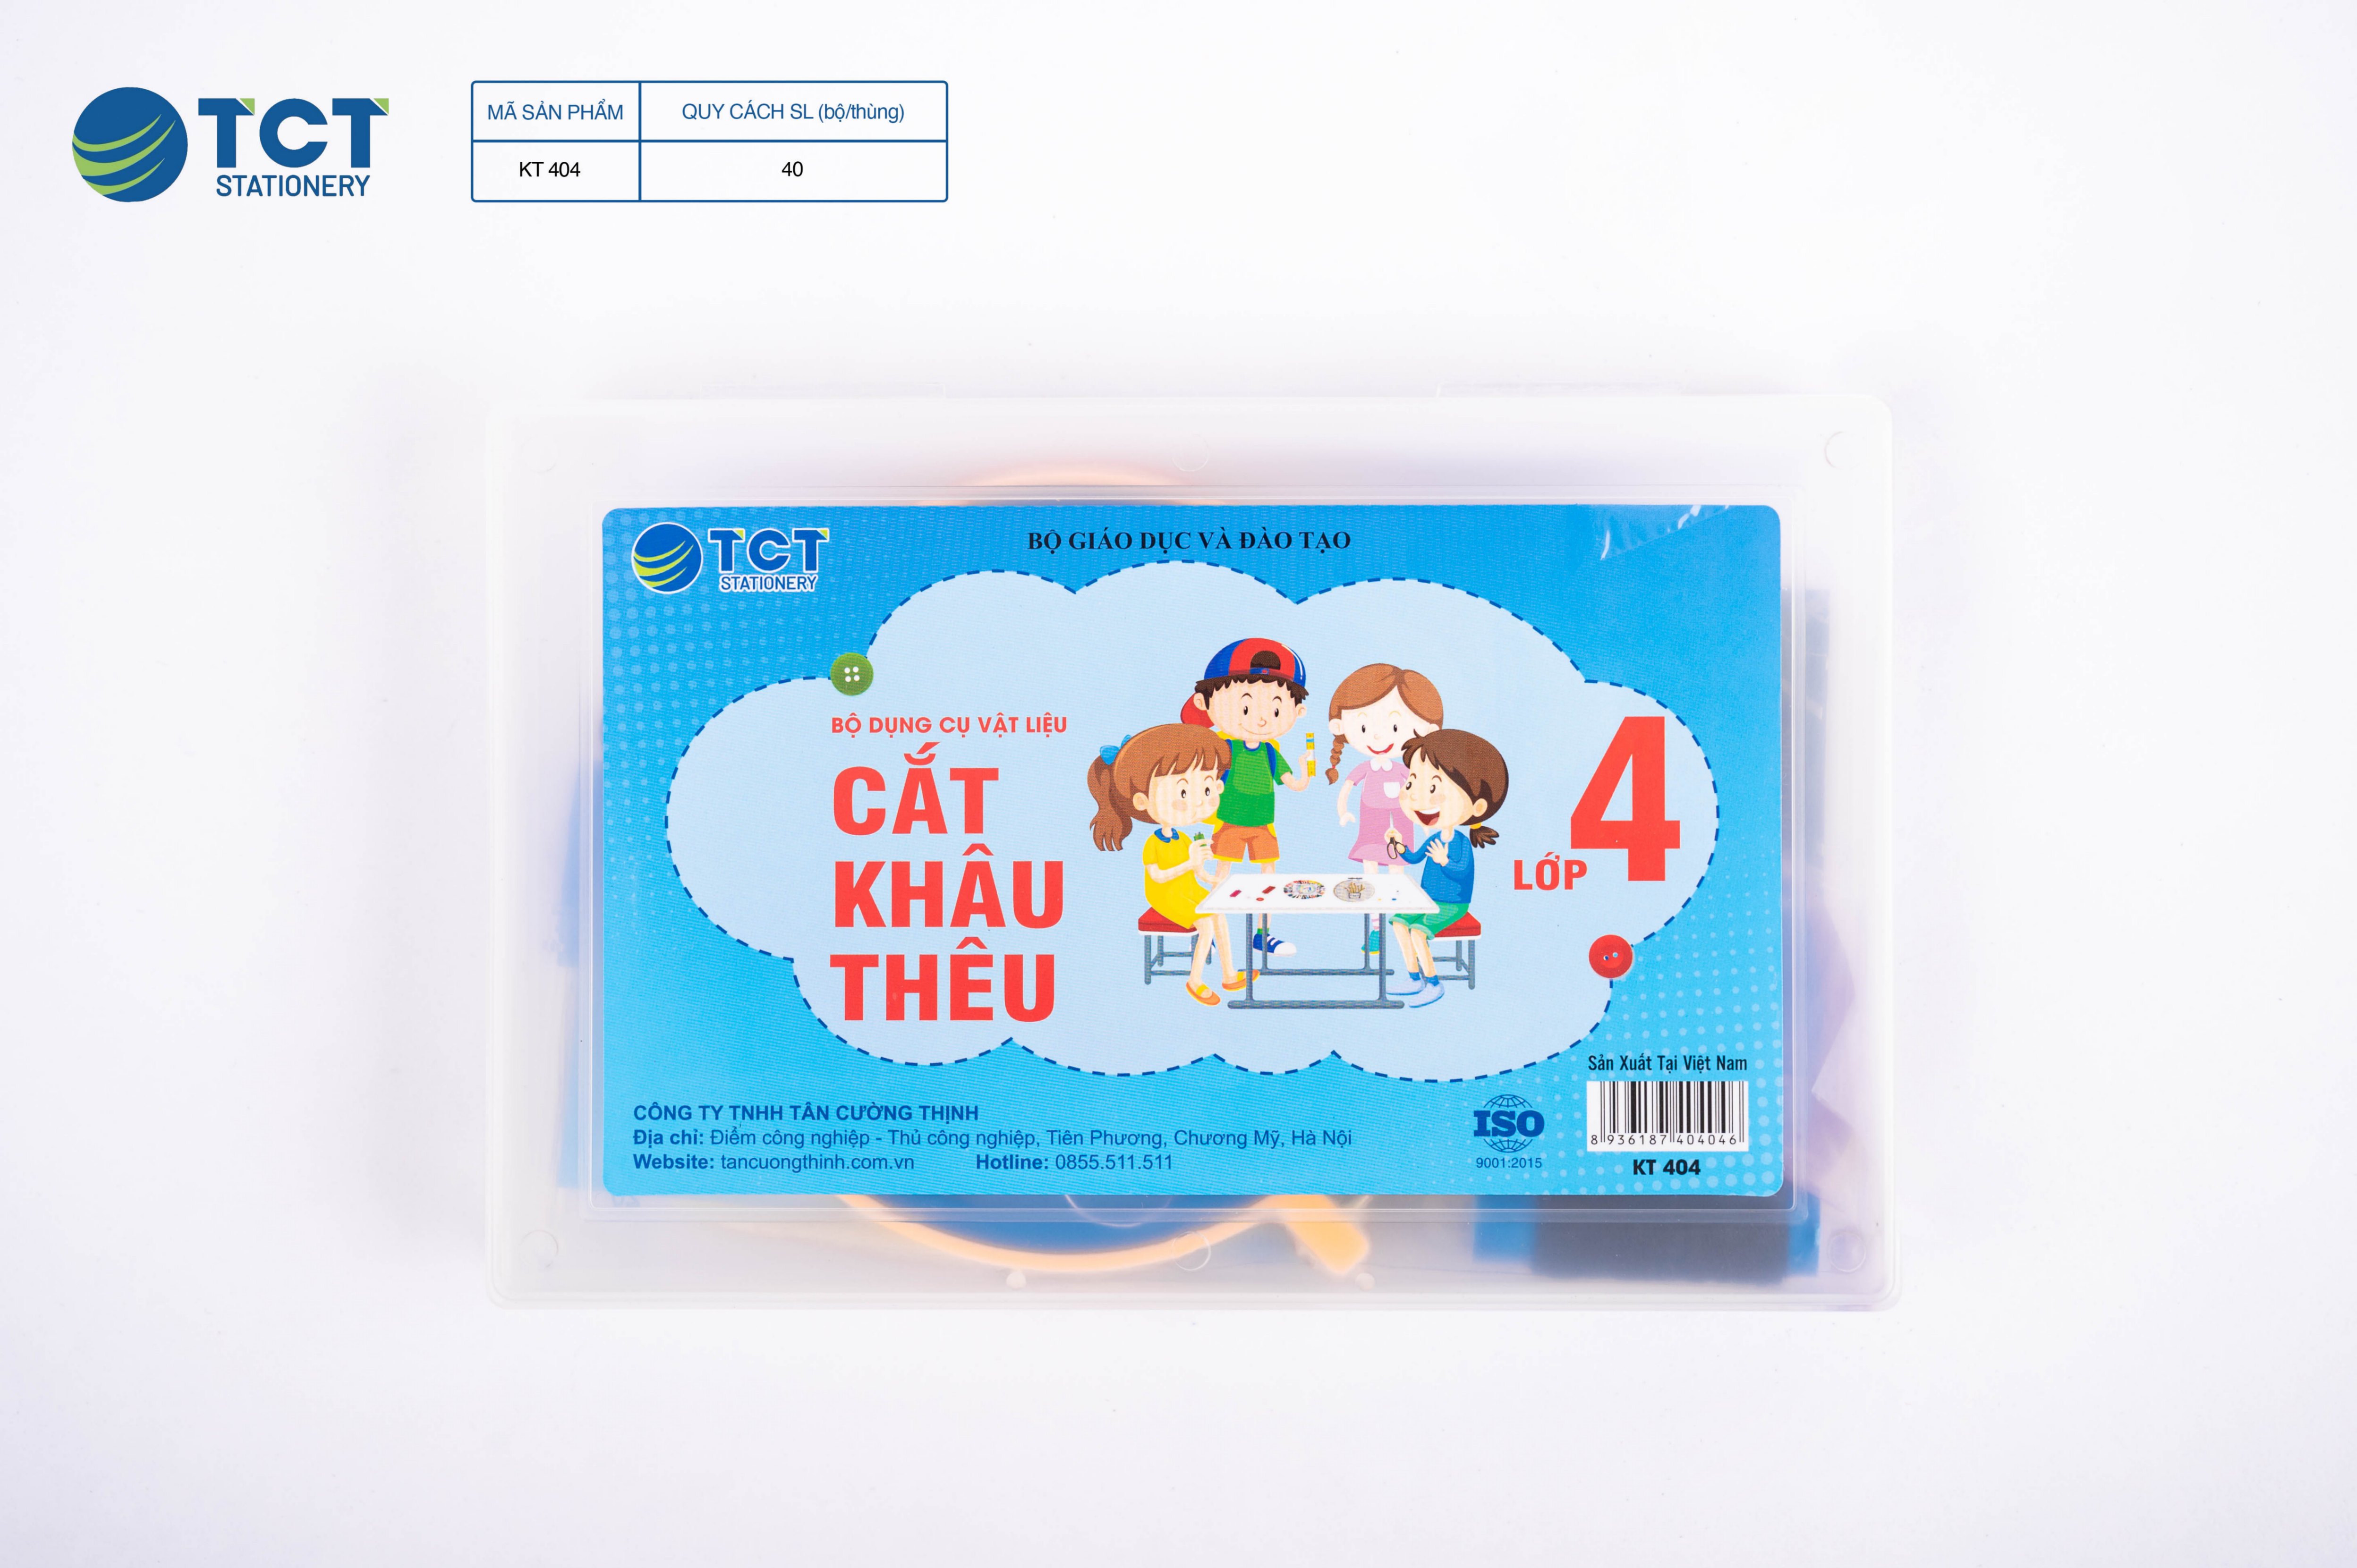 TCT
STATIONERY
MÃ SẢN PHẨM
QUY CÁCH SL (bộ/thùng)
KT 404
40
TCT
STATIONERY
BỘ GIÁO DỤC VÀ ĐÀO TẠO
BỘ DỤNG CỤ VẬT LIỆU
CẮT
KHÂU
THÊU
LỚP 4
Sản Xuất Tại Việt Nam
CÔNG TY TNHH TÂN CƯỜNG THỊNH
Địa chỉ: Điểm công nghiệp - Thủ công nghiệp, Tiên Phương, Chương Mỹ, Hà Nội
Website: tancuongthinh.com.vn Hotline: 0855.511.511
ISO
9001:2015
8 936187 404046
KT 404